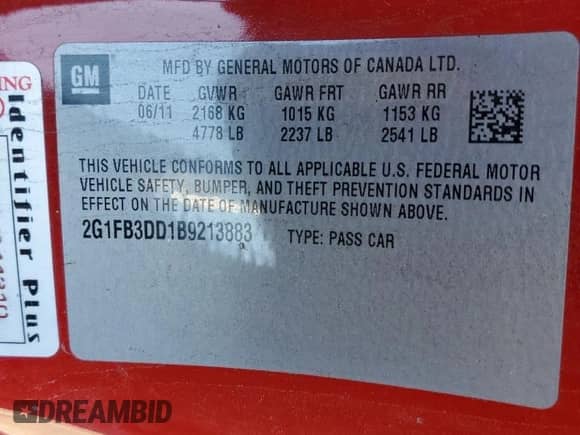 GM
MFD BY GENERAL MOTORS OF CANADA LTD.
DATE GVWR GAWR FRT GAWR RR
06/11 2168 KG 1015 KG 1153 KG
4778 LB 2237 LB 2541 LB
THIS VEHICLE CONFORMS TO ALL APPLICABLE U.S. FEDERAL MOTOR
VEHICLE SAFETY, BUMPER, AND THEFT PREVENTION STANDARDS IN
EFFECT ON THE DATE OF MANUFACTURE SHOWN ABOVE.
2G1FB3DD1B9213883 TYPE: PASS CAR
Identifier Plus
DREAMBID